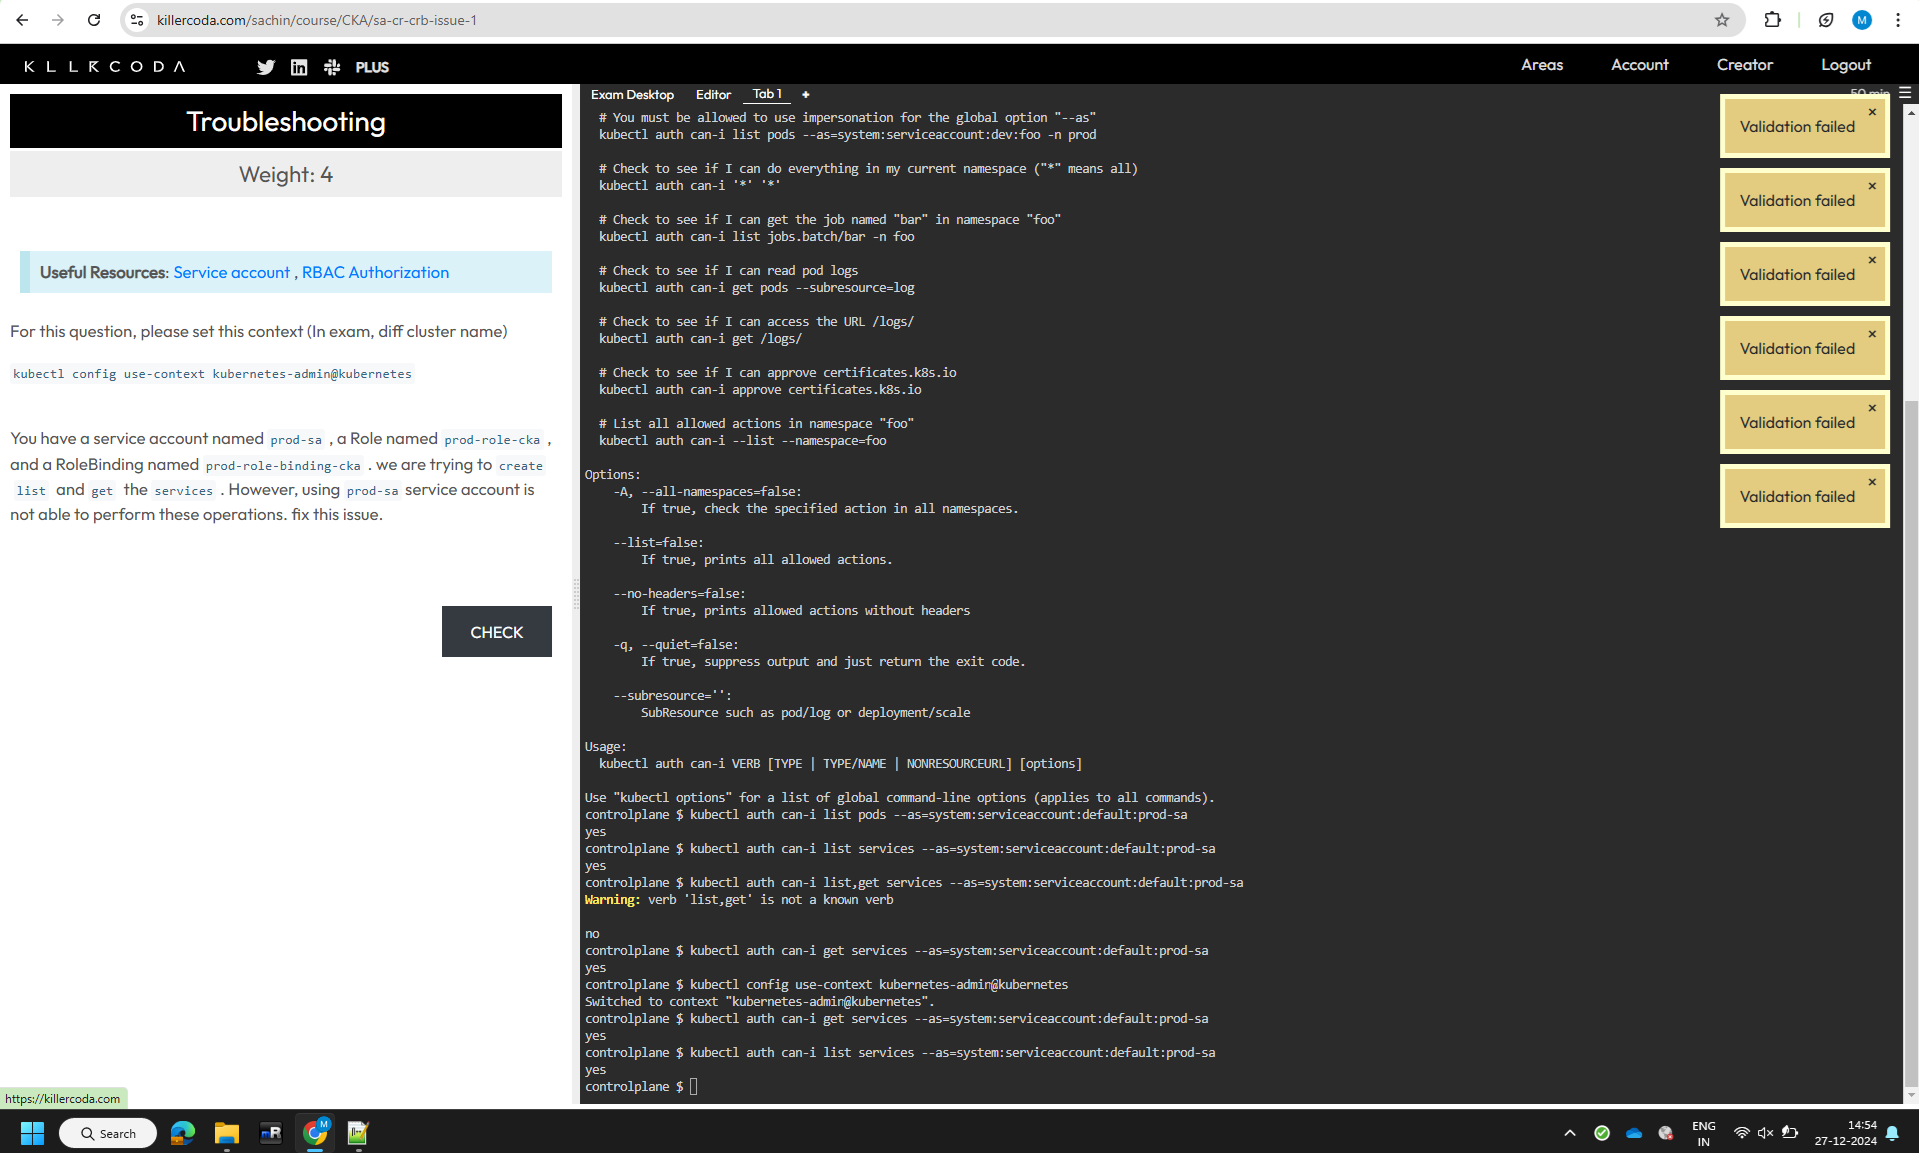 killercoda.com/sachin/course/CKA/sa-cr-crb-issue-1
M
KLLRCODA
PLUS
Areas
Account
Creator
Logout
Troubleshooting
Weight: 4
Useful Resources: Service account , RBAC Authorization
For this question, please set this context (In exam, diff cluster name)
kubectl config use-context kubernetes-admin@kubernetes
You have a service account named prod-sa , a Role named prod-role-cka ,
and a RoleBinding named prod-role-binding-cka . we are trying to create
list and get the services . However, using prod-sa service account is
not able to perform these operations. fix this issue.
CHECK
https://killercoda.com
Exam Desktop
Editor
Tab 1
+
50 min
# You must be allowed to use impersonation for the global option "--as"
kubectl auth can-i list pods --as=system:serviceaccount:dev:foo -n prod
# Check to see if I can do everything in my current namespace ("*" means all)
kubectl auth can-i '*' '*'
# Check to see if I can get the job named "bar" in namespace "foo"
kubectl auth can-i list jobs.batch/bar -n foo
# Check to see if I can read pod logs
kubectl auth can-i get pods --subresource=log
# Check to see if I can access the URL /logs/
kubectl auth can-i get /logs/
# Check to see if I can approve certificates.k8s.io
kubectl auth can-i approve certificates.k8s.io
# List all allowed actions in namespace "foo"
kubectl auth can-i --list --namespace=foo
Options:
-A, --all-namespaces=false:
If true, check the specified action in all namespaces.
--list=false:
If true, prints all allowed actions.
--no-headers=false:
If true, prints allowed actions without headers
-q, --quiet=false:
If true, suppress output and just return the exit code.
--subresource='':
SubResource such as pod/log or deployment/scale
Usage:
kubectl auth can-i VERB [TYPE | TYPE/NAME | NONRESOURCEURL] [options]
Use "kubectl options" for a list of global command-line options (applies to all commands).
controlplane $ kubectl auth can-i list pods --as=system:serviceaccount:default:prod-sa
yes
controlplane $ kubectl auth can-i list services --as=system:serviceaccount:default:prod-sa
yes
controlplane $ kubectl auth can-i list,get services --as=system:serviceaccount:default:prod-sa
Warning: verb 'list,get' is not a known verb
no
controlplane $ kubectl auth can-i get services --as=system:serviceaccount:default:prod-sa
yes
controlplane $ kubectl config use-context kubernetes-admin@kubernetes
Switched to context "kubernetes-admin@kubernetes".
controlplane $ kubectl auth can-i get services --as=system:serviceaccount:default:prod-sa
yes
controlplane $ kubectl auth can-i list services --as=system:serviceaccount:default:prod-sa
yes
controlplane $
Validation failed
Validation failed
Validation failed
Validation failed
Validation failed
Validation failed
Search
ENG
IN
14:54
27-12-2024